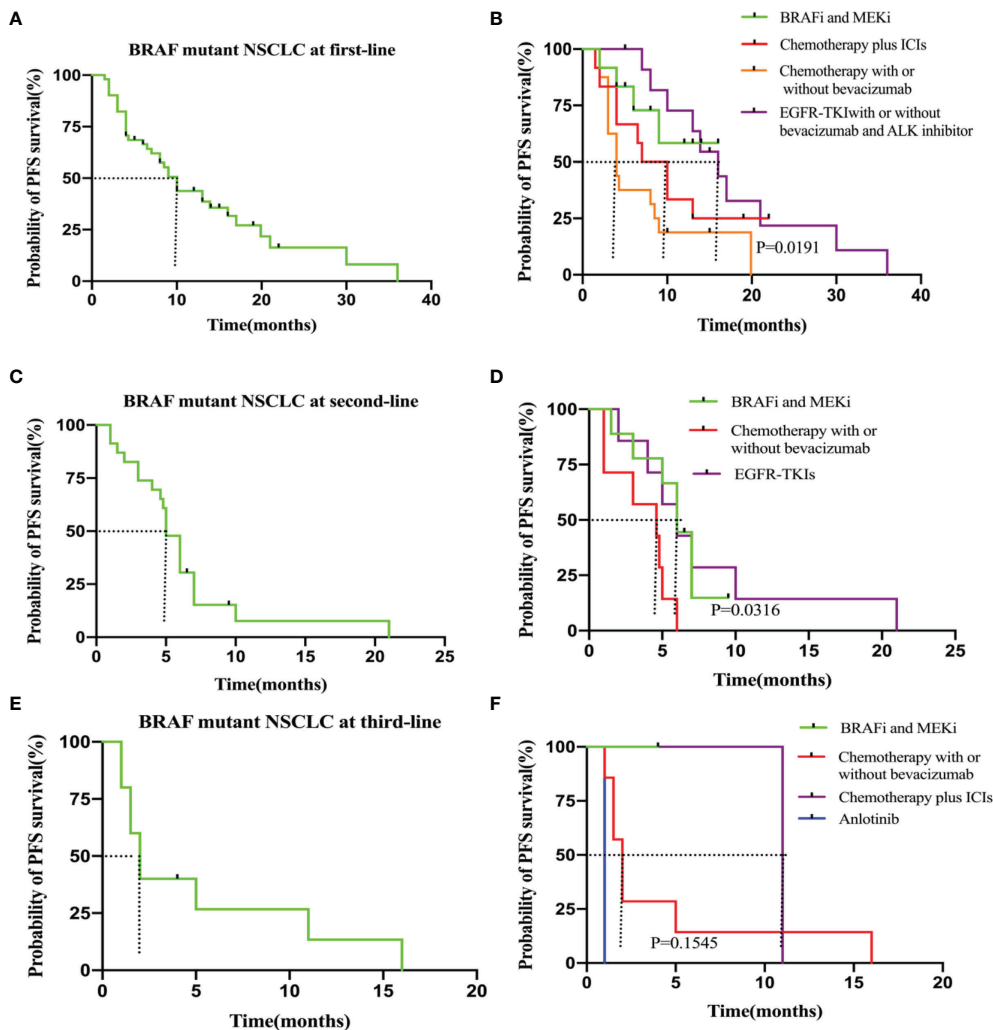 A
BRAF mutant NSCLC at first-line
Probability of PFS survival(%)
100
75
50
25
0
0 10 20 30 40
Time(months)
B
BRAFi and MEKi
Chemotherapy plus ICIs
Chemotherapy with or
without bevacizumab
EGFR-TKIwith or without
bevacizumab and ALK inhibitor
Probability of PFS survival(%)
100
75
50
25
0
P=0.0191
0 10 20 30 40
Time(months)
C
BRAF mutant NSCLC at second-line
Probability of PFS survival(%)
100
75
50
25
0
0 5 10 15 20 25
Time(months)
D
BRAFi and MEKi
Chemotherapy with or
without bevacizumab
EGFR-TKIs
Probability of PFS survival(%)
100
75
50
25
0
P=0.0316
0 5 10 15 20 25
Time(months)
E
BRAF mutant NSCLC at third-line
Probability of PFS survival(%)
100
75
50
25
0
0 5 10 15 20
Time(months)
F
BRAFi and MEKi
Chemotherapy with or
without bevacizumab
Chemotherapy plus ICIs
Anlotinib
Probability of PFS survival(%)
100
75
50
25
0
P=0.1545
0 5 10 15 20
Time(months)